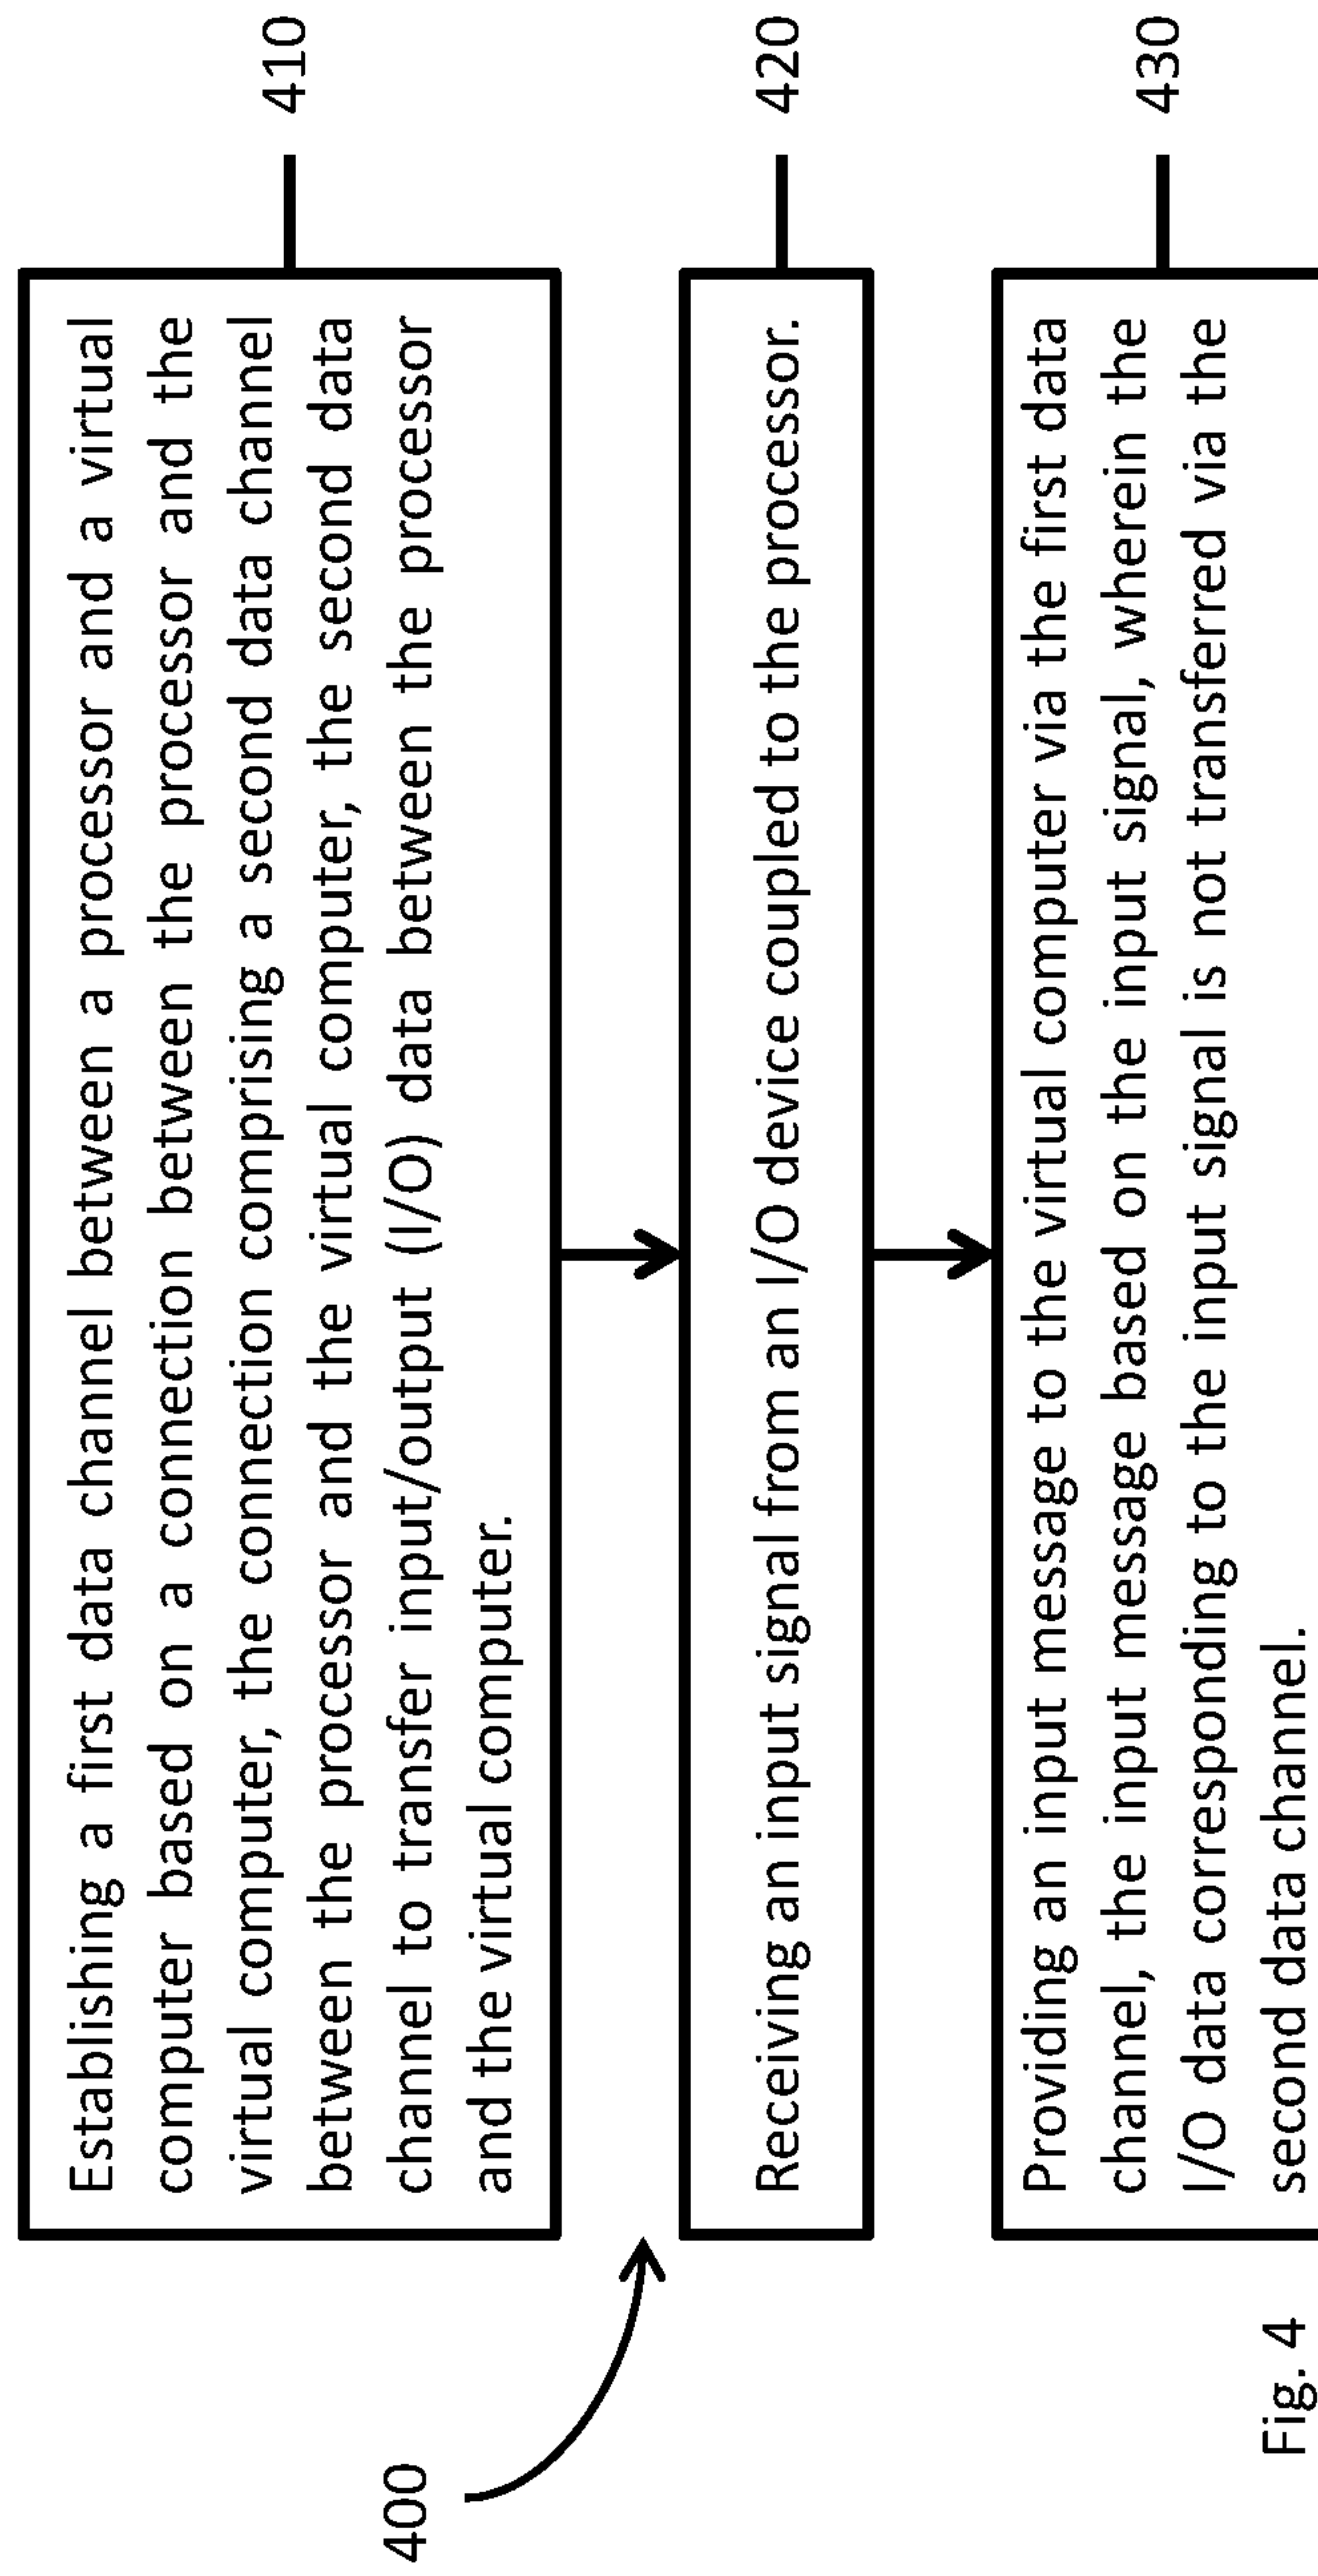 400
Establishing a first data channel between a processor and a virtual
computer based on a connection between the processor and the
virtual computer, the connection comprising a second data channel
between the processor and the virtual computer, the second data
channel to transfer input/output (I/O) data between the processor
and the virtual computer.
410
Receiving an input signal from an I/O device coupled to the processor.
420
Providing an input message to the virtual computer via the first data
channel, the input message based on the input signal, wherein the
I/O data corresponding to the input signal is not transferred via the
second data channel.
430
Fig. 4